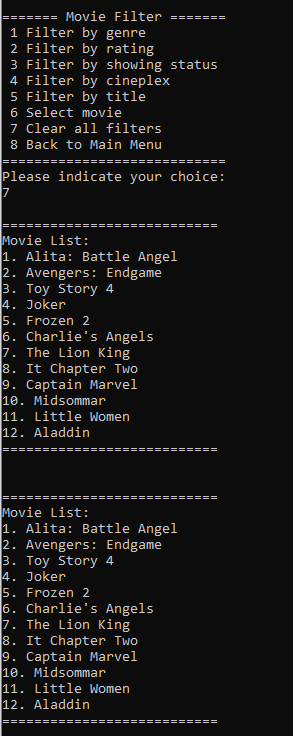 ======= Movie Filter =======
1 Filter by genre
2 Filter by rating
3 Filter by showing status
4 Filter by cineplex
5 Filter by title
6 Select movie
7 Clear all filters
8 Back to Main Menu
============================
Please indicate your choice:
7
===========================
Movie List:
1. Alita: Battle Angel
2. Avengers: Endgame
3. Toy Story 4
4. Joker
5. Frozen 2
6. Charlie's Angels
7. The Lion King
8. It Chapter Two
9. Captain Marvel
10. Midsommar
11. Little Women
12. Aladdin
===========================
===========================
Movie List:
1. Alita: Battle Angel
2. Avengers: Endgame
3. Toy Story 4
4. Joker
5. Frozen 2
6. Charlie's Angels
7. The Lion King
8. It Chapter Two
9. Captain Marvel
10. Midsommar
11. Little Women
12. Aladdin
===========================